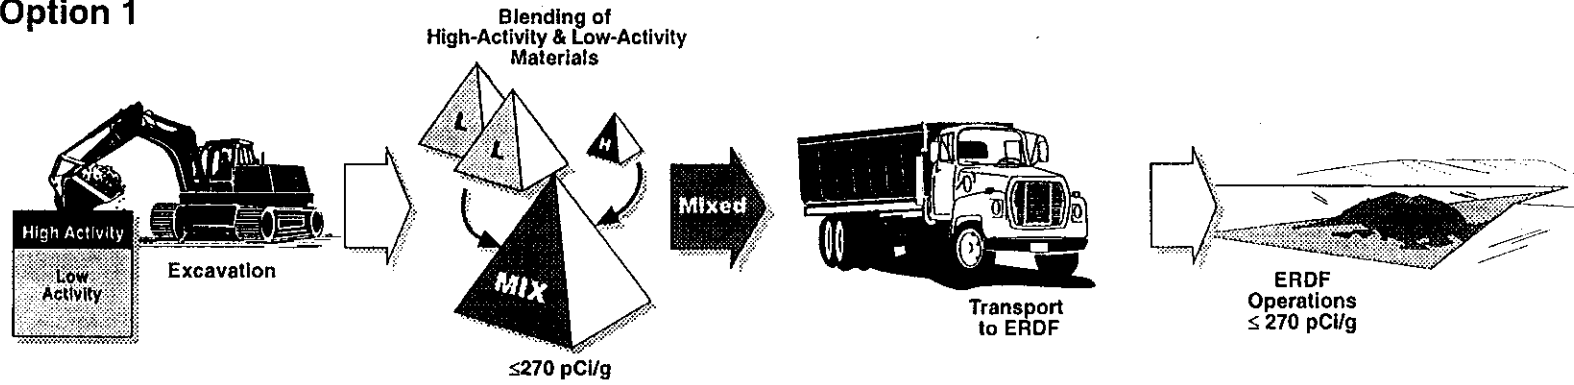 Option 1
Blending of
High-Activity & Low-Activity
Materials
High Activity
Low
Activity
Excavation
L
L
H
MIX
≤270 pCi/g
Mixed
Transport
to ERDF
ERDF
Operations
≤ 270 pCi/g